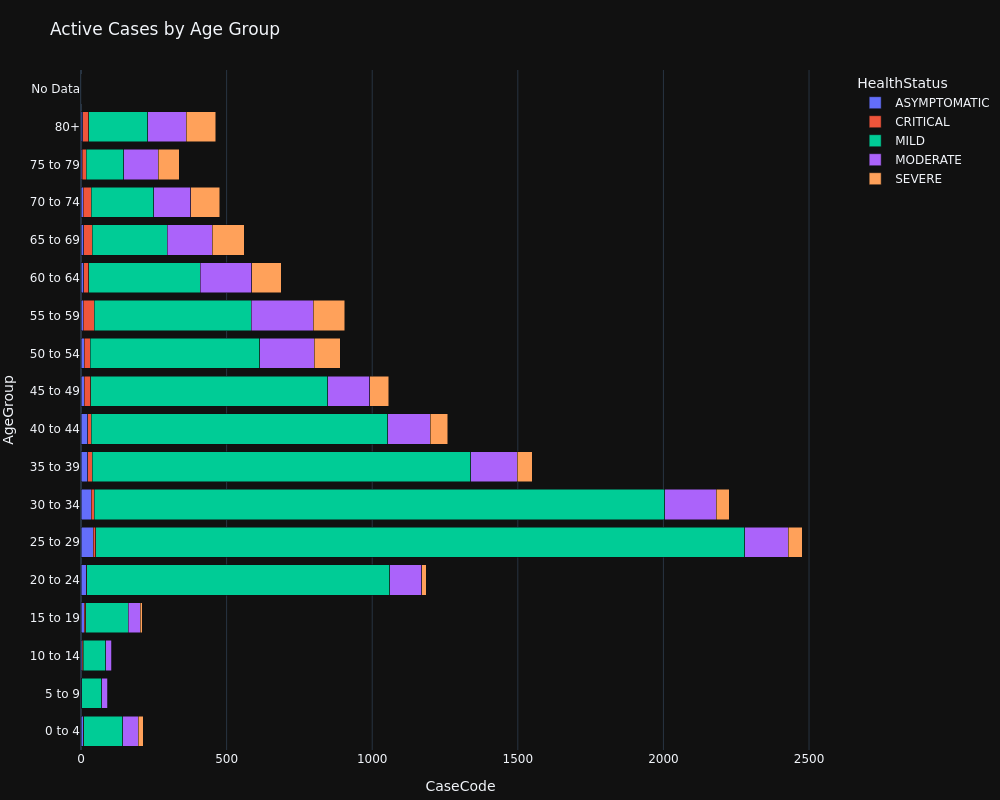 Active Cases by Age Group
HealthStatus
ASYMPTOMATIC
CRITICAL
MILD
MODERATE
SEVERE
AgeGroup
No Data
80+
75 to 79
70 to 74
65 to 69
60 to 64
55 to 59
50 to 54
45 to 49
40 to 44
35 to 39
30 to 34
25 to 29
20 to 24
15 to 19
10 to 14
5 to 9
0 to 4
0 500 1000 1500 2000 2500
CaseCode